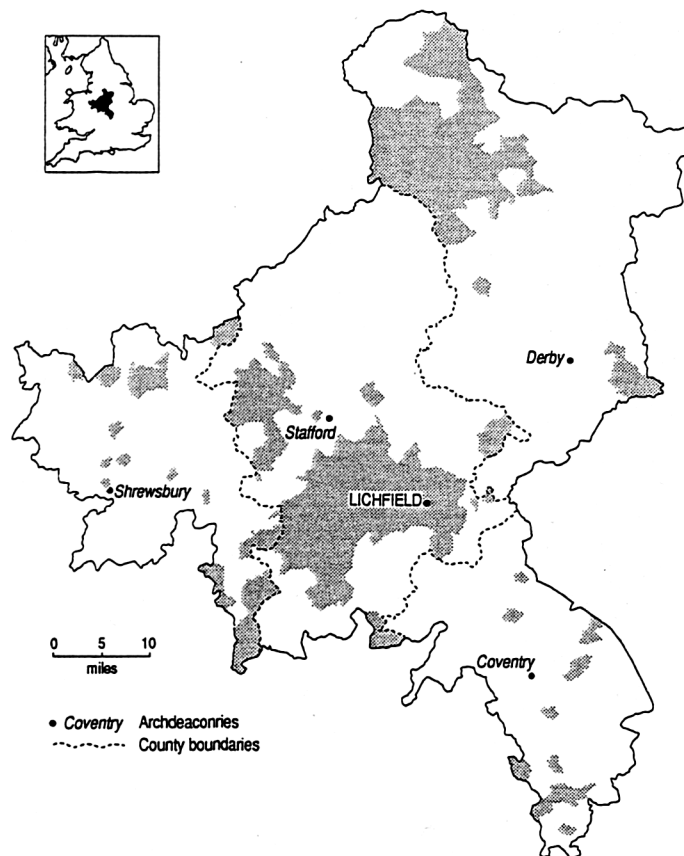 Derby
Stafford
LICHFIELD
Shrewsbury
0 5 10
miles
Coventry
Coventry Archdeaconries
County boundaries